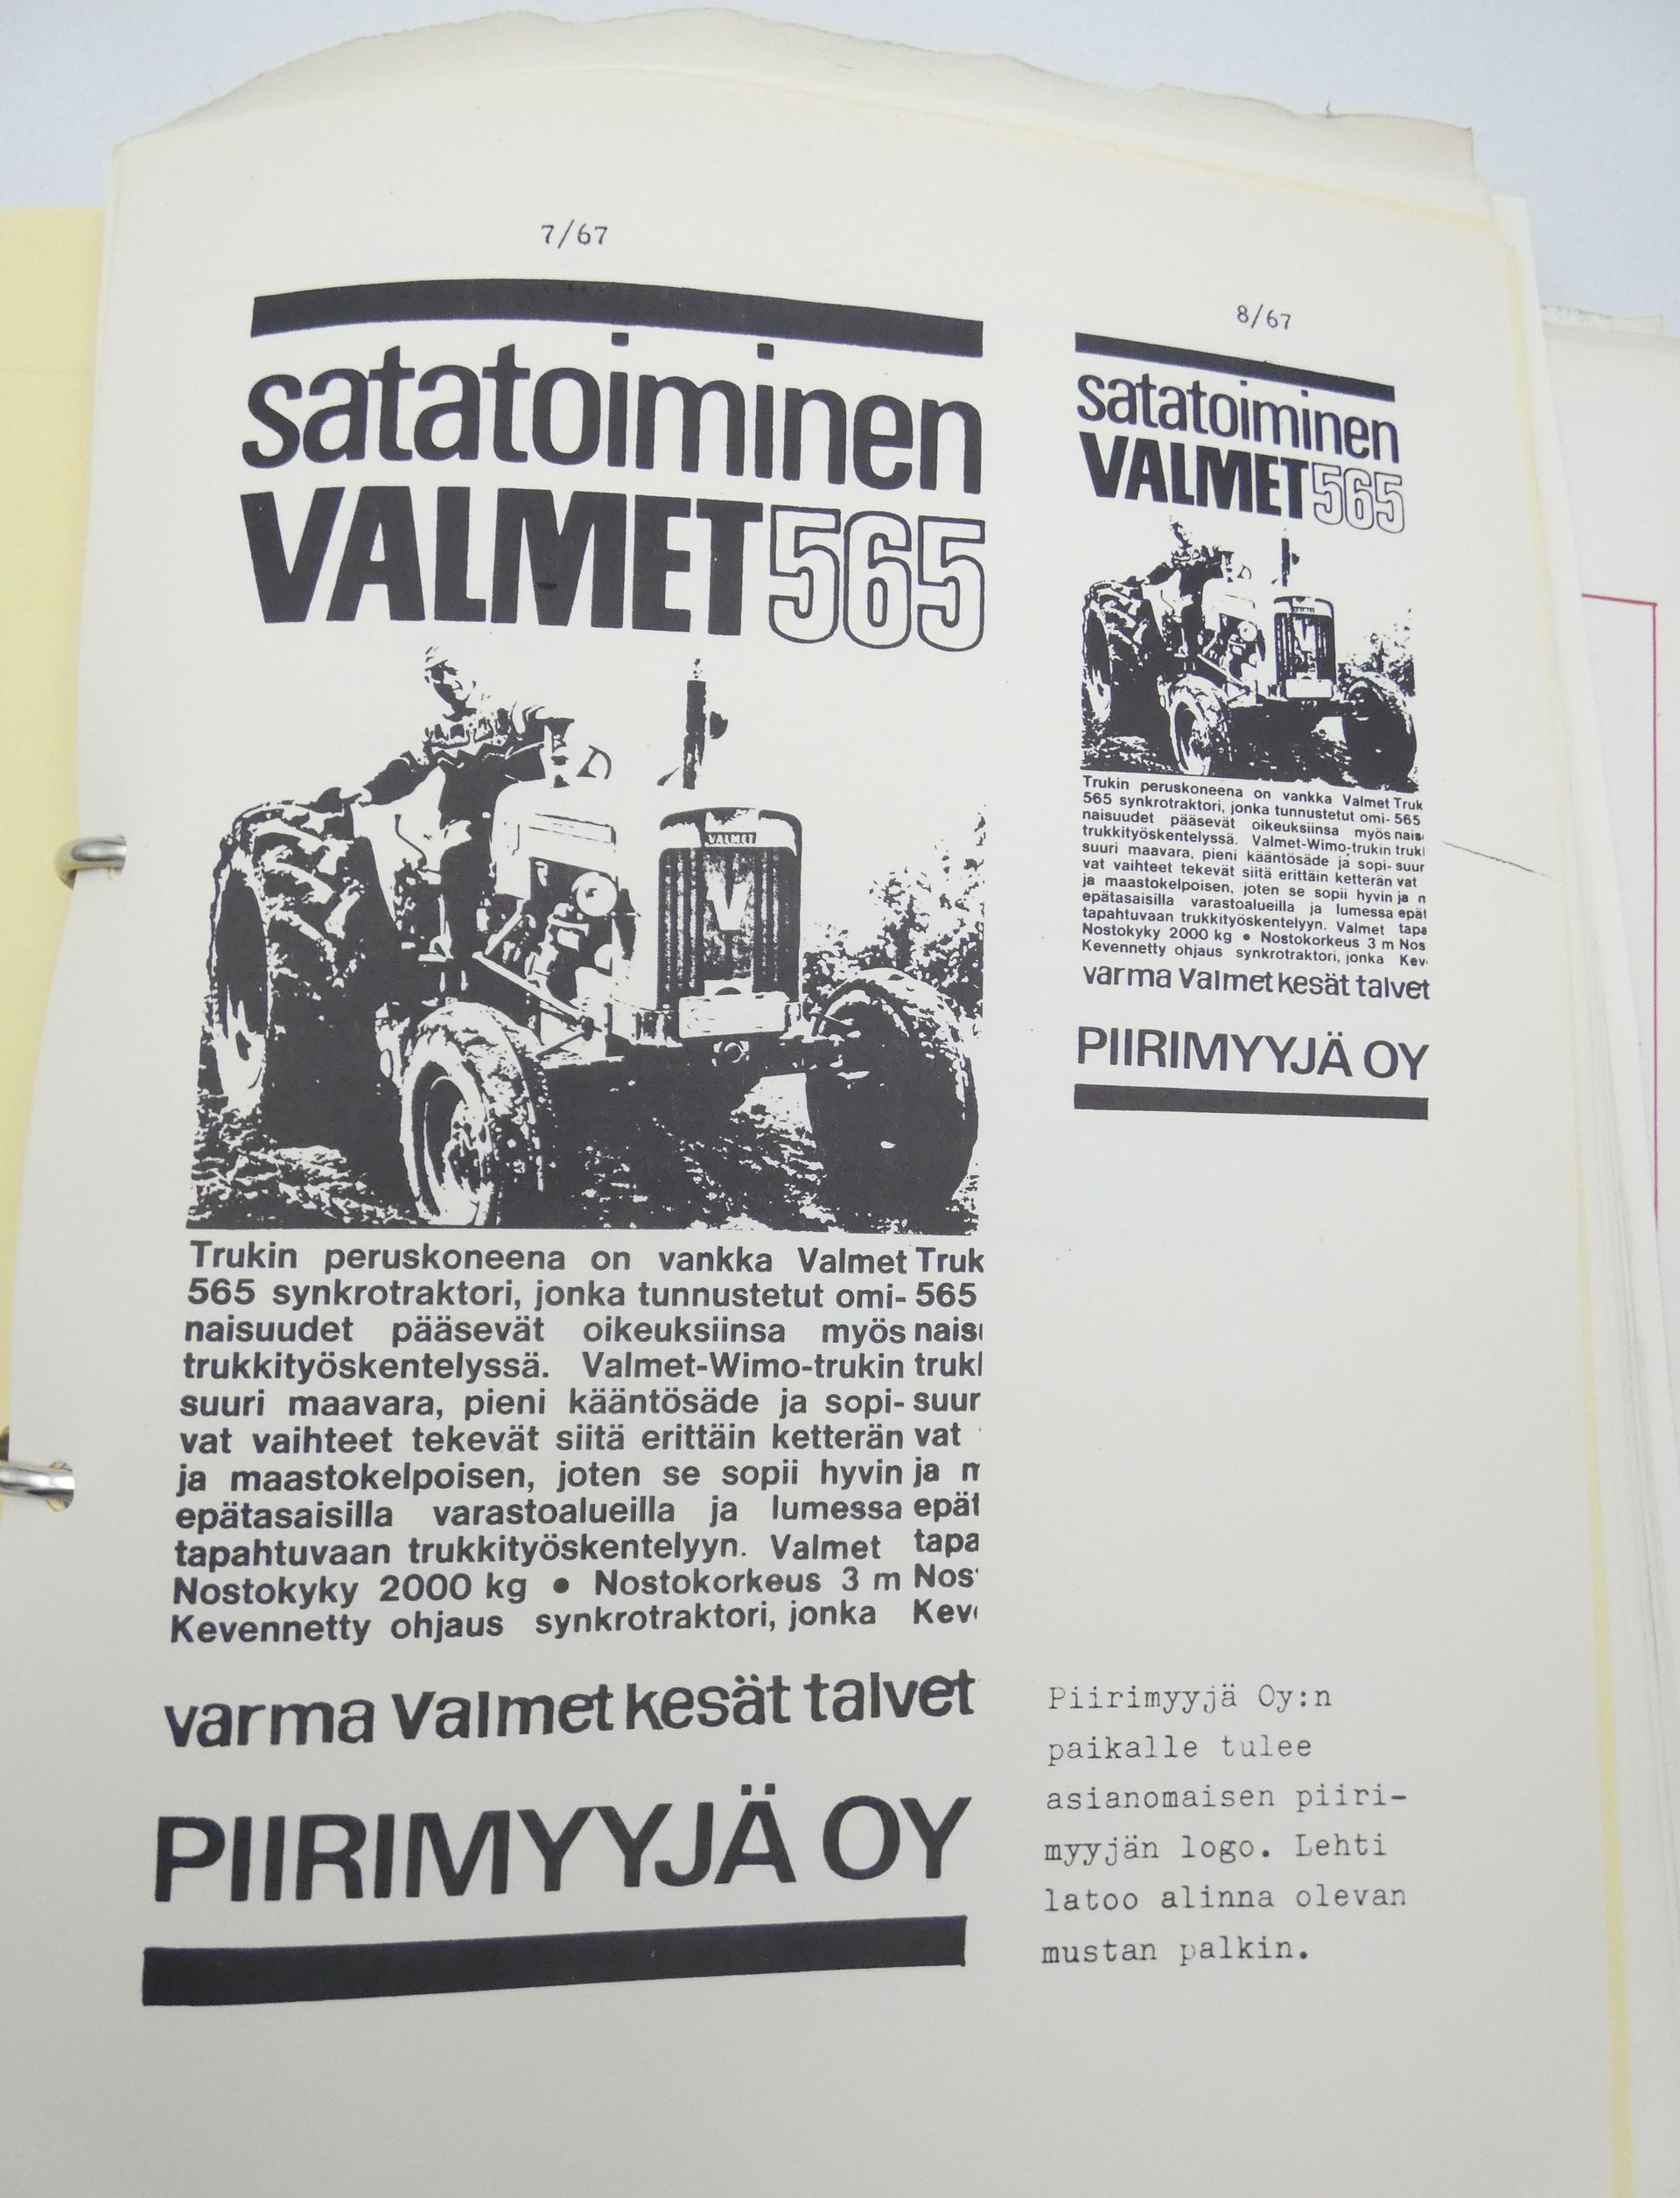 7/67
satatoiminen
VALMET 565
VALMET
V
Trukin peruskoneena on vankka Valmet Truk
565 synkrotraktori, jonka tunnustetut omi- 565
naisuudet pääsevät oikeuksiinsa myös nais
trukkityöskentelyssä. Valmet-Wimo-trukin truk
suuri maavara, pieni kääntösäde ja sopi- suur
vat vaihteet tekevät siitä erittäin ketterän vat
ja maastokelpoisen, joten se sopii hyvin ja
epätasaisilla varastoalueilla ja lumessa epät
tapahtuvaan trukkityöskentelyyn. Valmet tapa
Nostokyky 2000 kg • Nostokorkeus 3 m Nos
Kevennetty ohjaus synkrotraktori, jonka Kev
varma Valmet kesät talvet
PIIRIMYYJÄ OY
8/67
satatoiminen
VALMET 565
Trukin peruskoneena on vankka Valmet Truk
565 synkrotraktori, jonka tunnustetut omi- 565
naisuudet pääsevät oikeuksiinsa myös nais
trukkityöskentelyssä. Valmet-Wimo-trukin truk
suuri maavara, pieni kääntösäde ja sopi- suur
vat vaihteet tekevät siitä erittäin ketterän vat
ja maastokelpoisen, joten se sopii hyvin ja n
epätasaisilla varastoalueilla ja lumessa epät
tapahtuvaan trukkityöskentelyyn. Valmet tapa
Nostokyky 2000 kg • Nostokorkeus 3 m Nos
Kevennetty ohjaus synkrotraktori, jonka Kev
varma Valmet kesät talvet
PIIRIMYYJÄ OY
Piirimyyjä Oy:n
paikalle tulee
asianomaisen piiri-
myyjän logo. Lehti
latoo alinna olevan
mustan palkin.